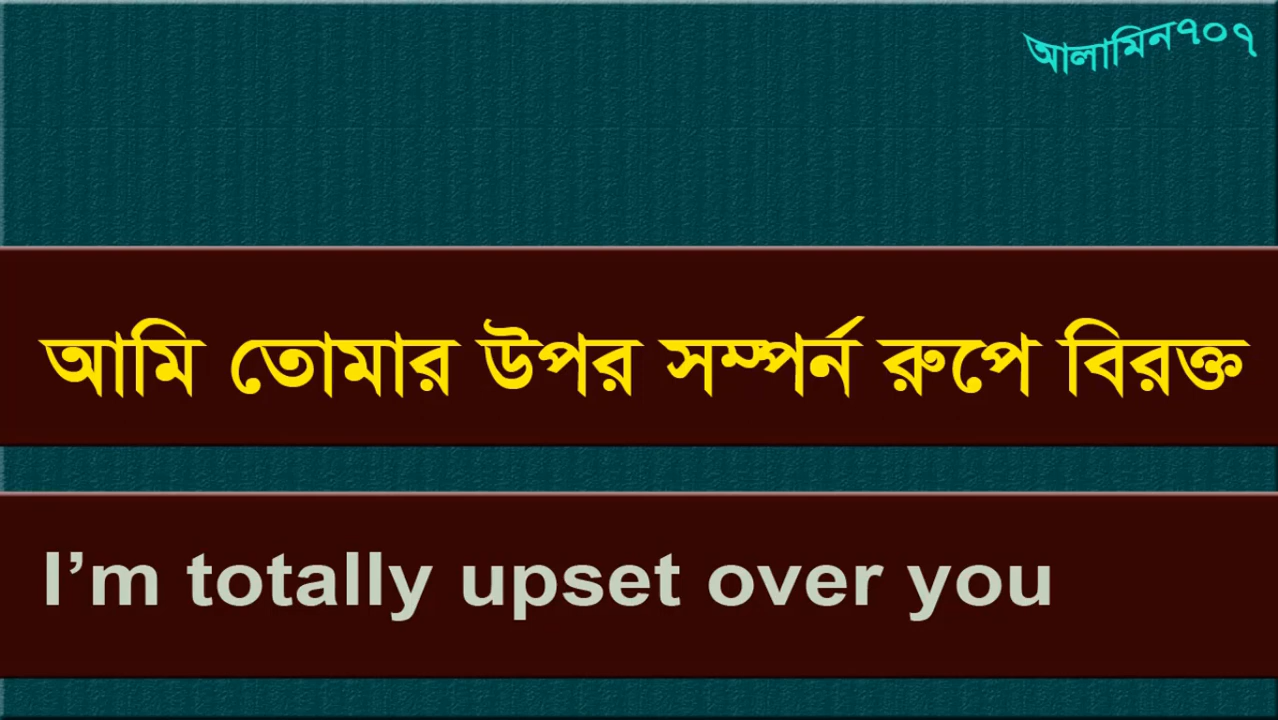 আলামিন৭০৭
আমি তোমার উপর সম্পর্ন রুপে বিরক্ত
I’m totally upset over you